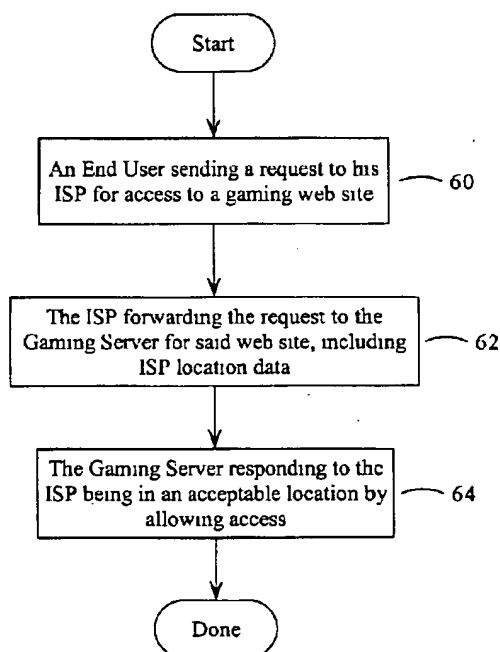 Start
An End User sending a request to his
ISP for access to a gaming web site
60
The ISP forwarding the request to the
Gaming Server for said web site, including
ISP location data
62
The Gaming Server responding to the
ISP being in an acceptable location by
allowing access
64
Done